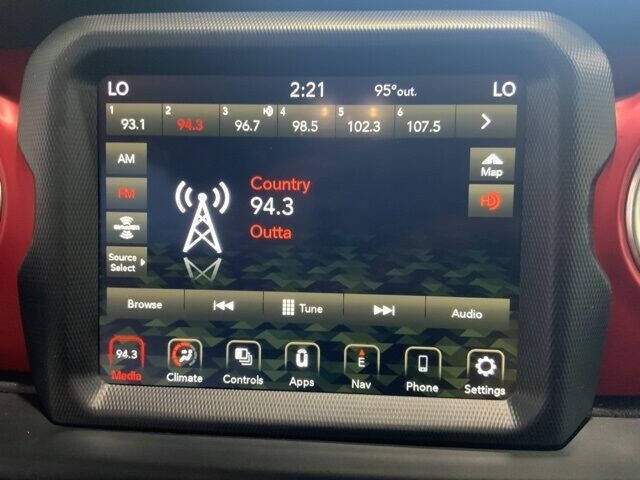 LO 2:21 95°out. LO
1 2 3 HD 4 5 6
93.1 94.3 96.7 98.5 102.3 107.5
AM Map
Country
FM 94.3 HD
siriusxm Outta
Source
Select
Browse Tune Audio
94.3 E
Media Climate Controls Apps Nav Phone Settings